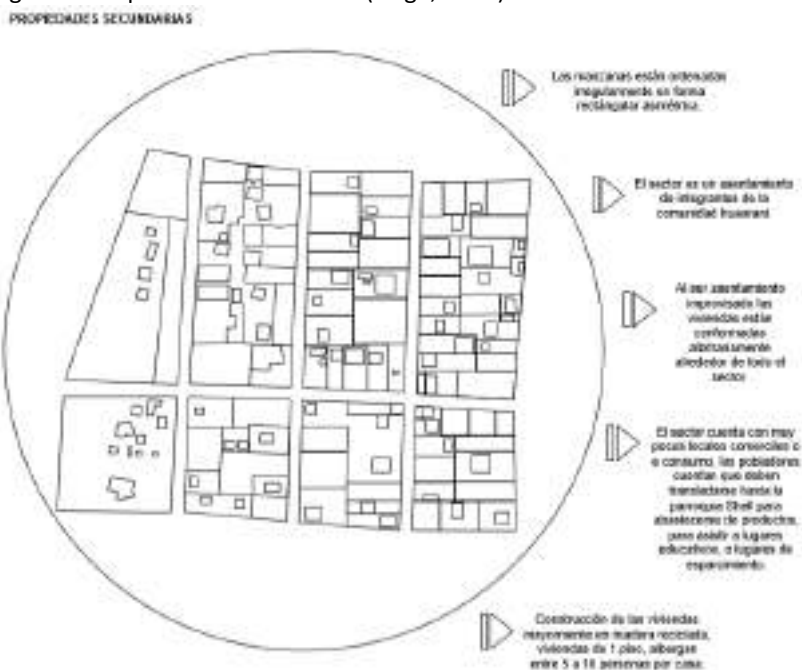 PROPIEDADES SECUNDARIAS
Las manzanas están ordenadas
irregularmente en forma
rectángular asimétrica.
El sector es un asentamiento
de integrantes de la
comunidad huaorani
Al ser asentamiento
improvisado las
viviendas están
conformadas
alrededor de todo el
sector
El sector cuenta con muy
pocos locales comerciales o
o consumo, los pobladores
cuentan que deben
transladarse hasta la
parroquia Shell para
abastecerse de productos,
para asistir a lugares
educativos, o lugares de
esparcimiento.
Construcción de las viviendas
mayormente en madera reciclada,
viviendas de 1 piso, albergan
entre 5 a 10 personas por casa.